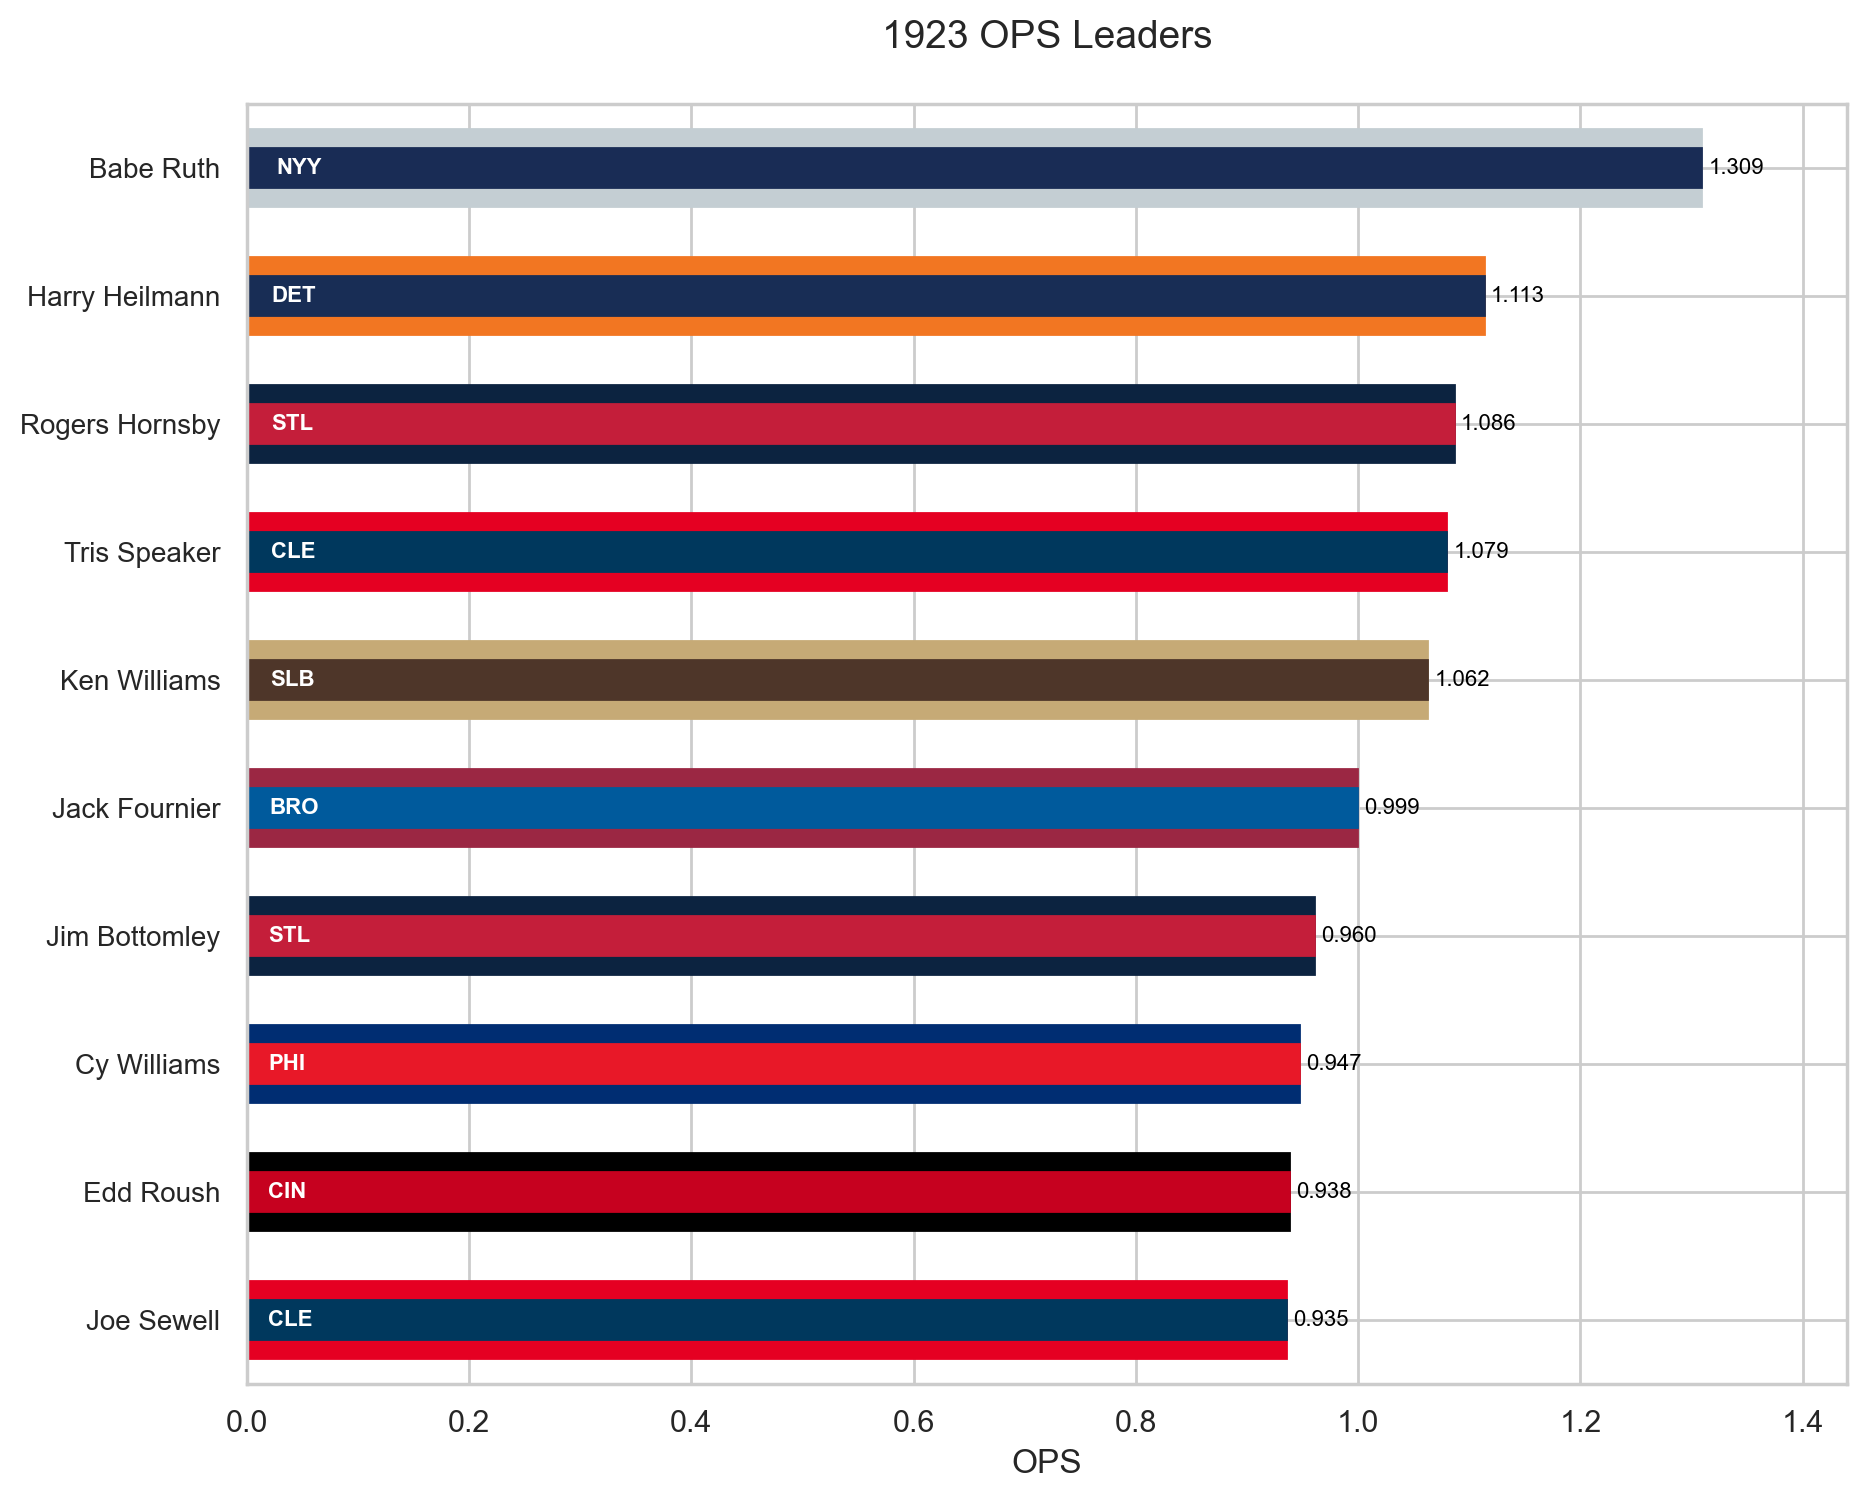 1923 OPS Leaders
Babe Ruth NYY 1.309
Harry Heilmann DET 1.113
Rogers Hornsby STL 1.086
Tris Speaker CLE 1.079
Ken Williams SLB 1.062
Jack Fournier BRO 0.999
Jim Bottomley STL 0.960
Cy Williams PHI 0.947
Edd Roush CIN 0.938
Joe Sewell CLE 0.935
0.0 0.2 0.4 0.6 0.8 1.0 1.2 1.4
OPS